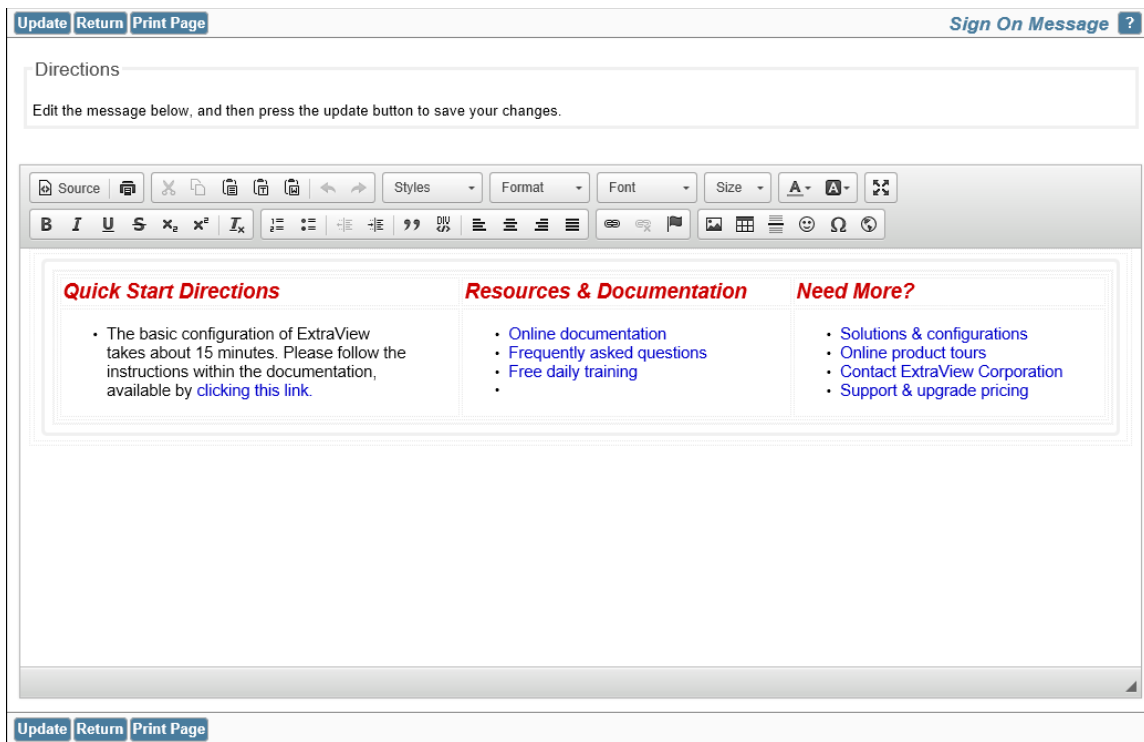 Update Return Print Page Sign On Message ?
Directions
Edit the message below, and then press the update button to save your changes.
Source Styles Format Font Size A A
B I U S x₂ x² Tx DIV Ω
Quick Start Directions
• The basic configuration of ExtraView
takes about 15 minutes. Please follow the
instructions within the documentation,
available by clicking this link.
Resources & Documentation
• Online documentation
• Frequently asked questions
• Free daily training
•
Need More?
• Solutions & configurations
• Online product tours
• Contact ExtraView Corporation
• Support & upgrade pricing
Update Return Print Page